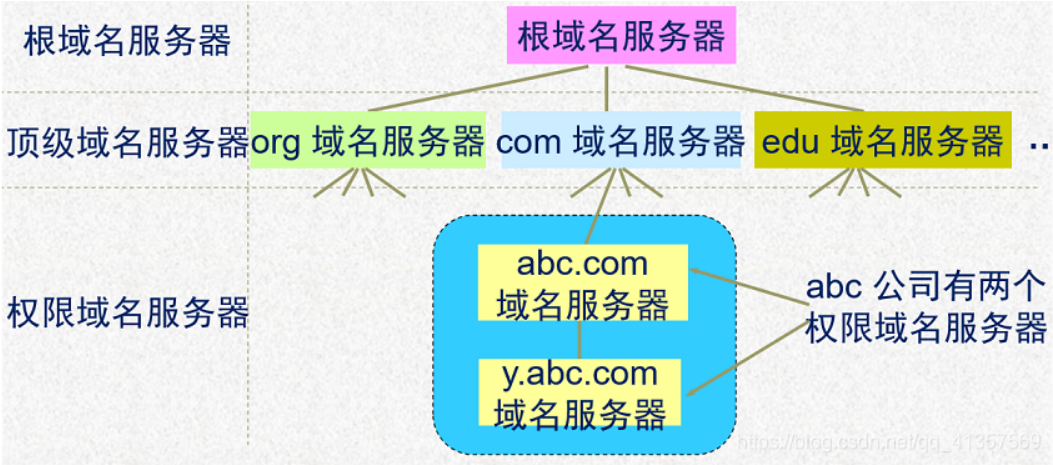 根域名服务器
根域名服务器
顶级域名服务器
org 域名服务器
com 域名服务器
edu 域名服务器
..
abc.com
域名服务器
权限域名服务器
abc 公司有两个
权限域名服务器
y.abc.com
域名服务器
https://blog.csdn.net/qq_41367569